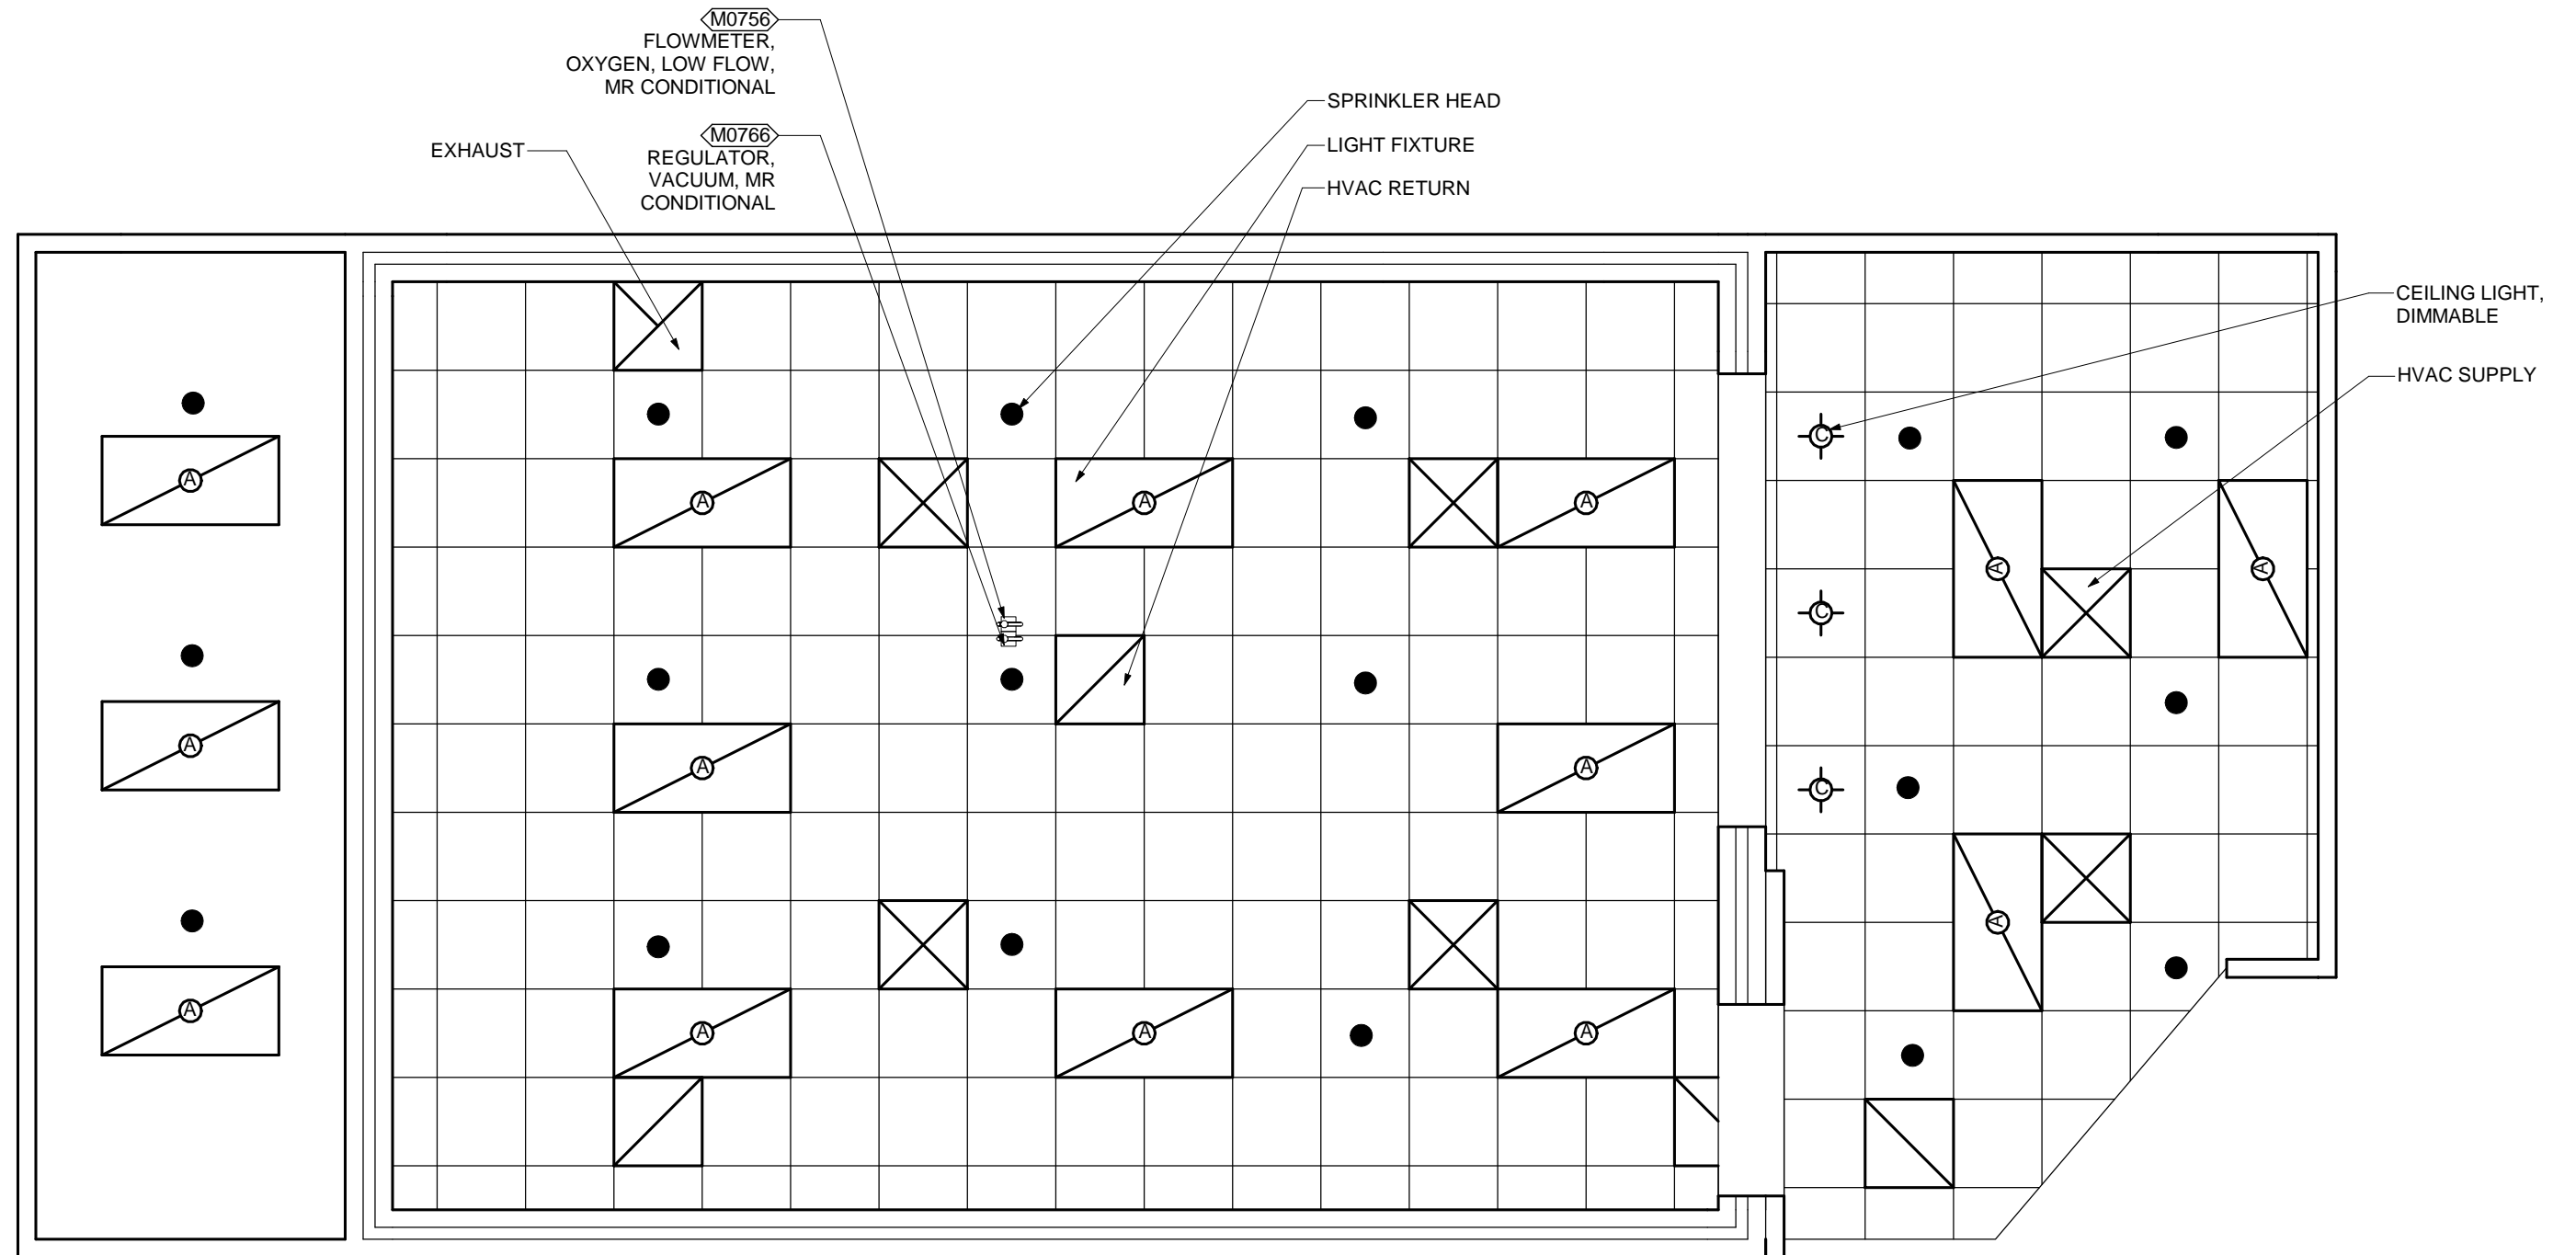 M0756
FLOWMETER,
OXYGEN, LOW FLOW,
MR CONDITIONAL
M0766
REGULATOR,
VACUUM, MR
CONDITIONAL
EXHAUST
SPRINKLER HEAD
LIGHT FIXTURE
HVAC RETURN
CEILING LIGHT,
DIMMABLE
HVAC SUPPLY
A
A
A
A
A
A
A
A
A
A
A
C
C
C
A
A
A